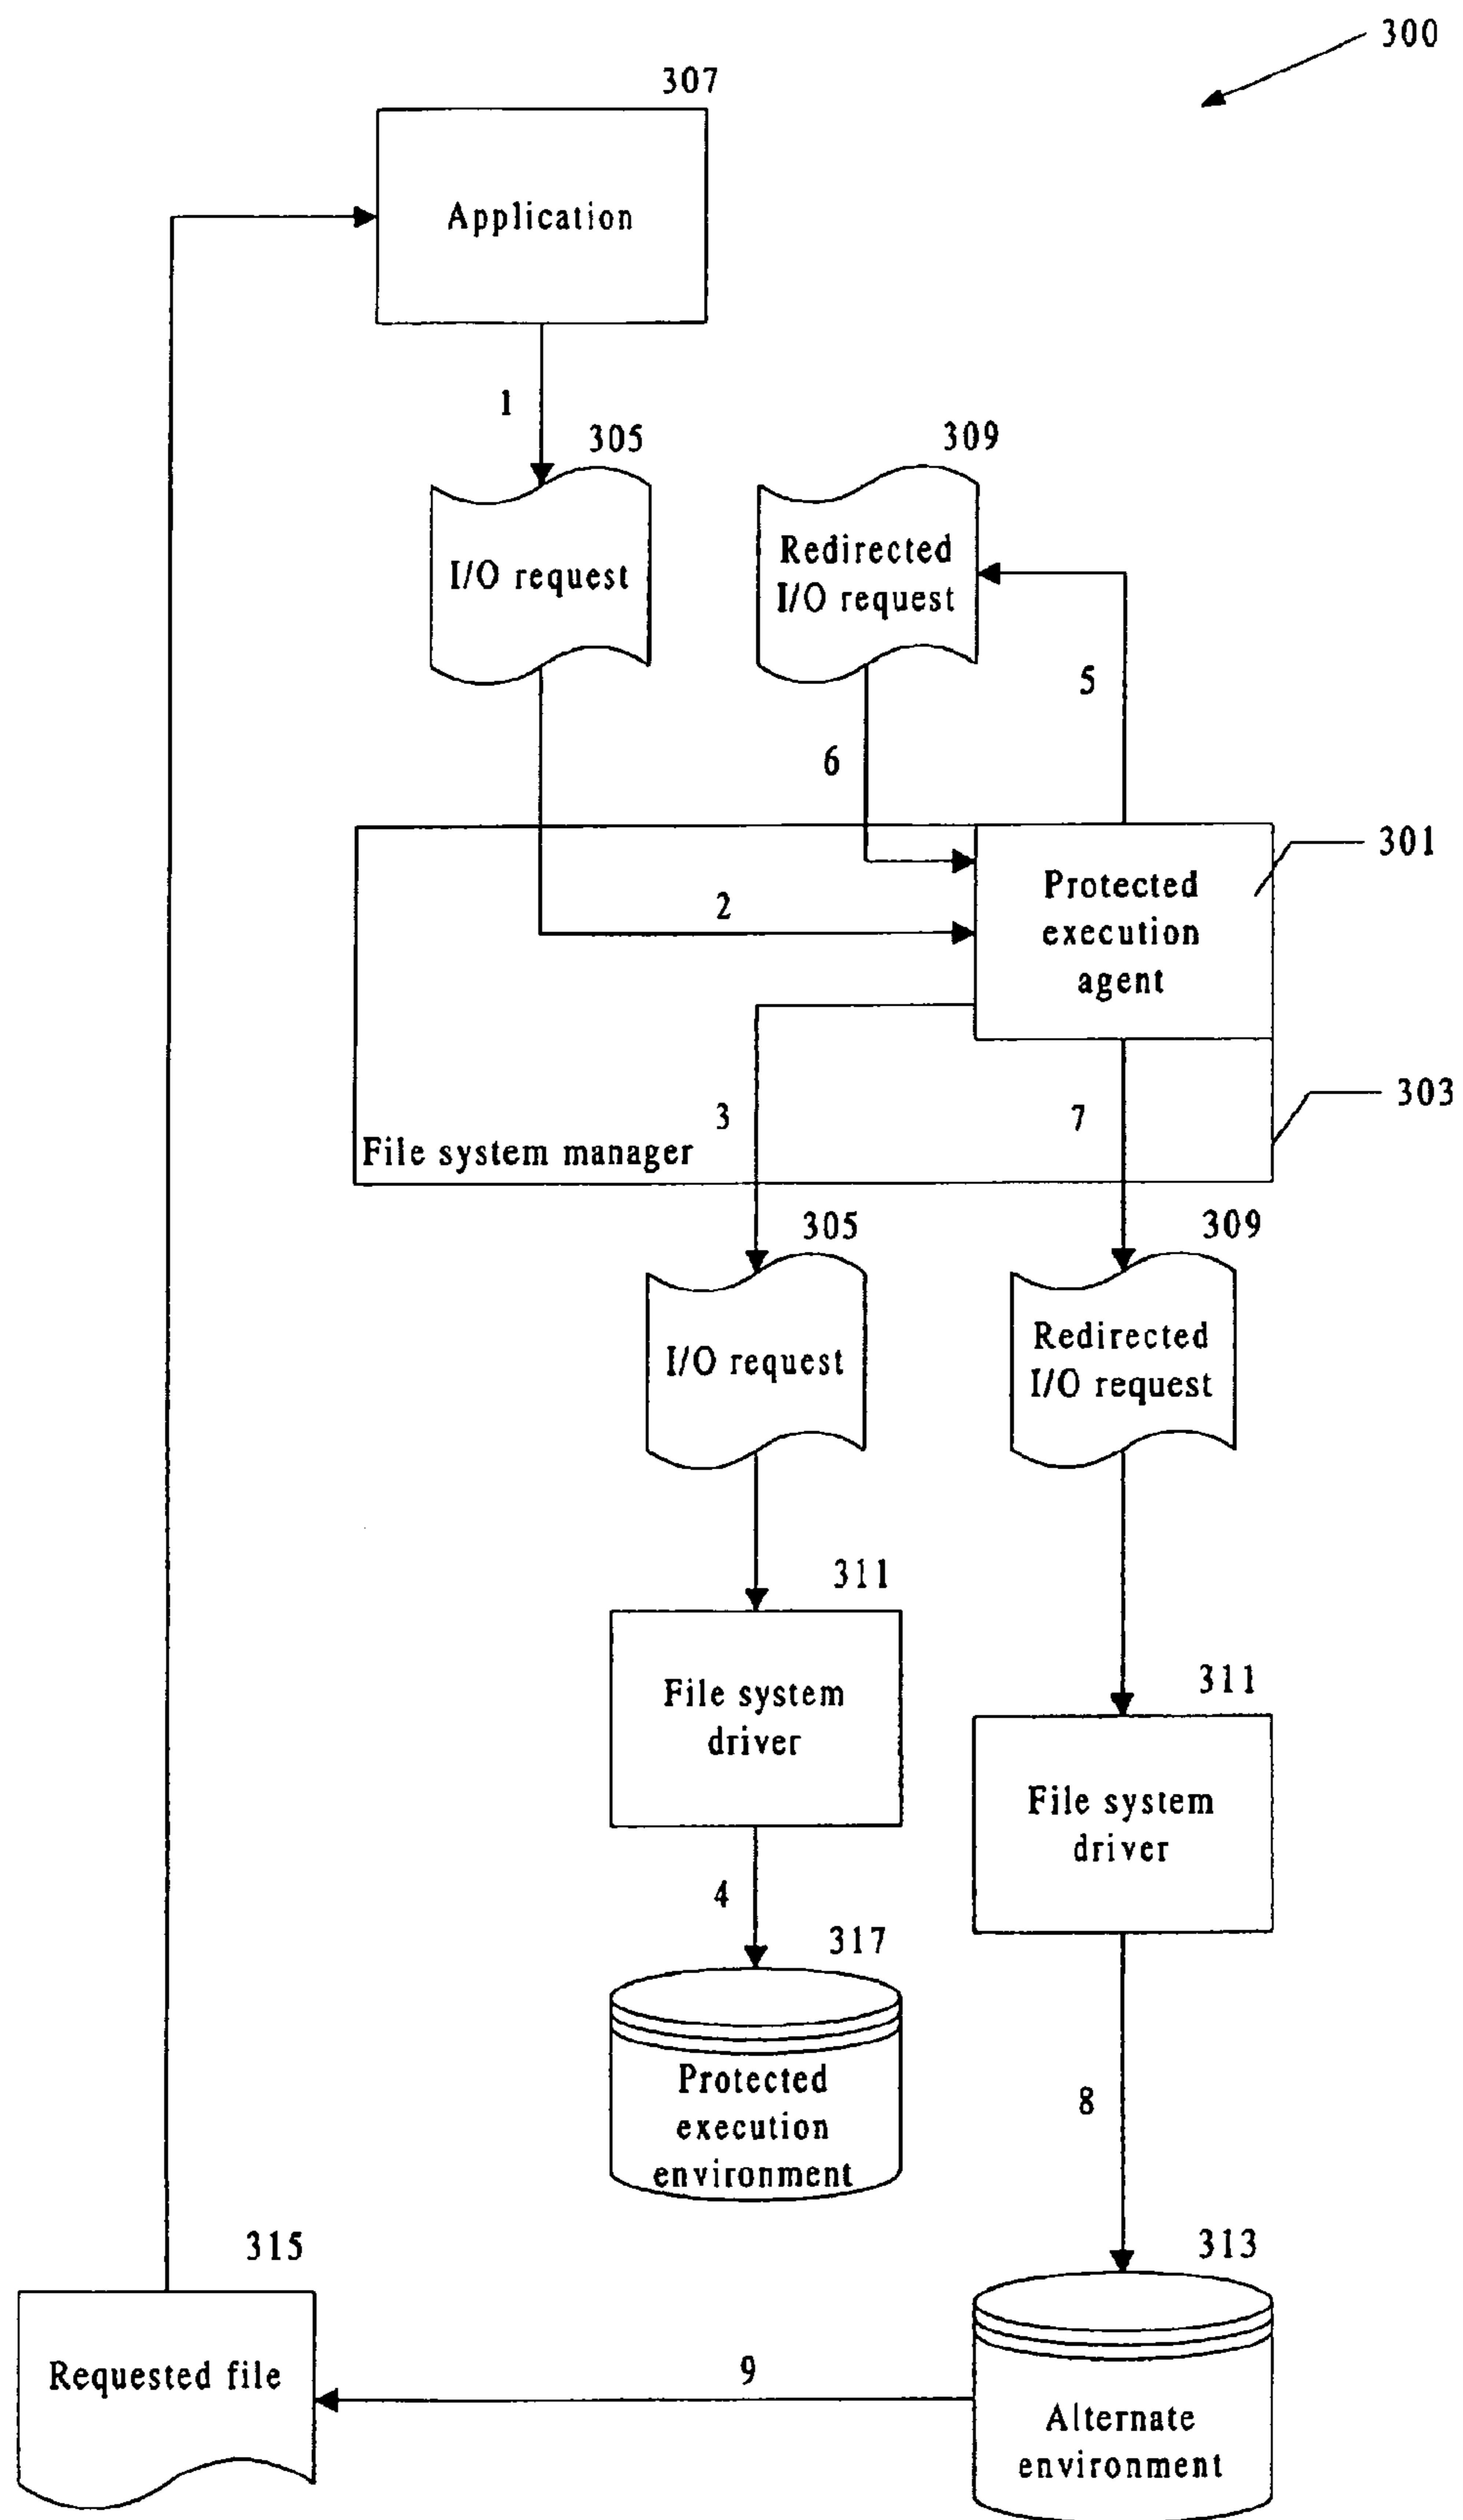 300
307
Application
1
305
309
I/O request
Redirected
I/O request
5
6
301
Protected
execution
agent
2
3
7
303
File system manager
305
309
I/O request
Redirected
I/O request
311
File system
driver
311
File system
driver
4
317
Protected
execution
environment
8
315
313
Requested file
9
Alternate
environment